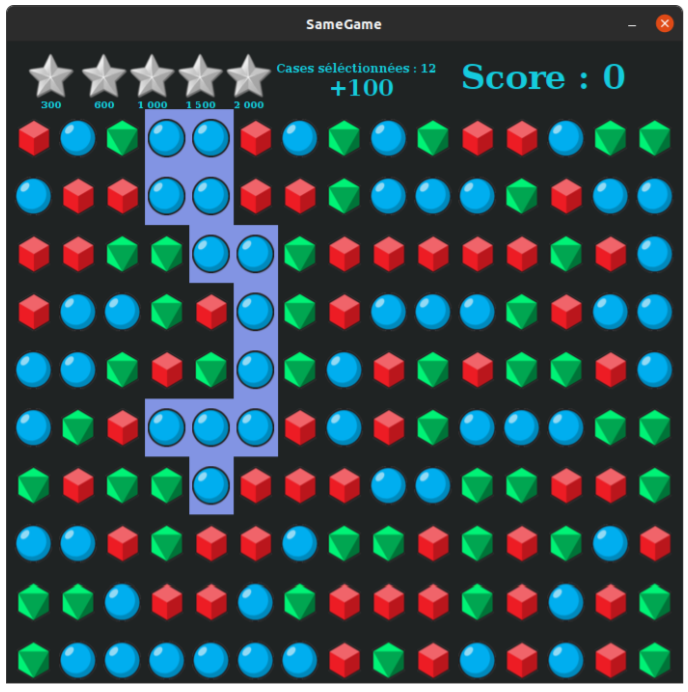 SameGame
Cases séléctionnées : 12
+100
Score : 0
300 600 1 000 1 500 2 000